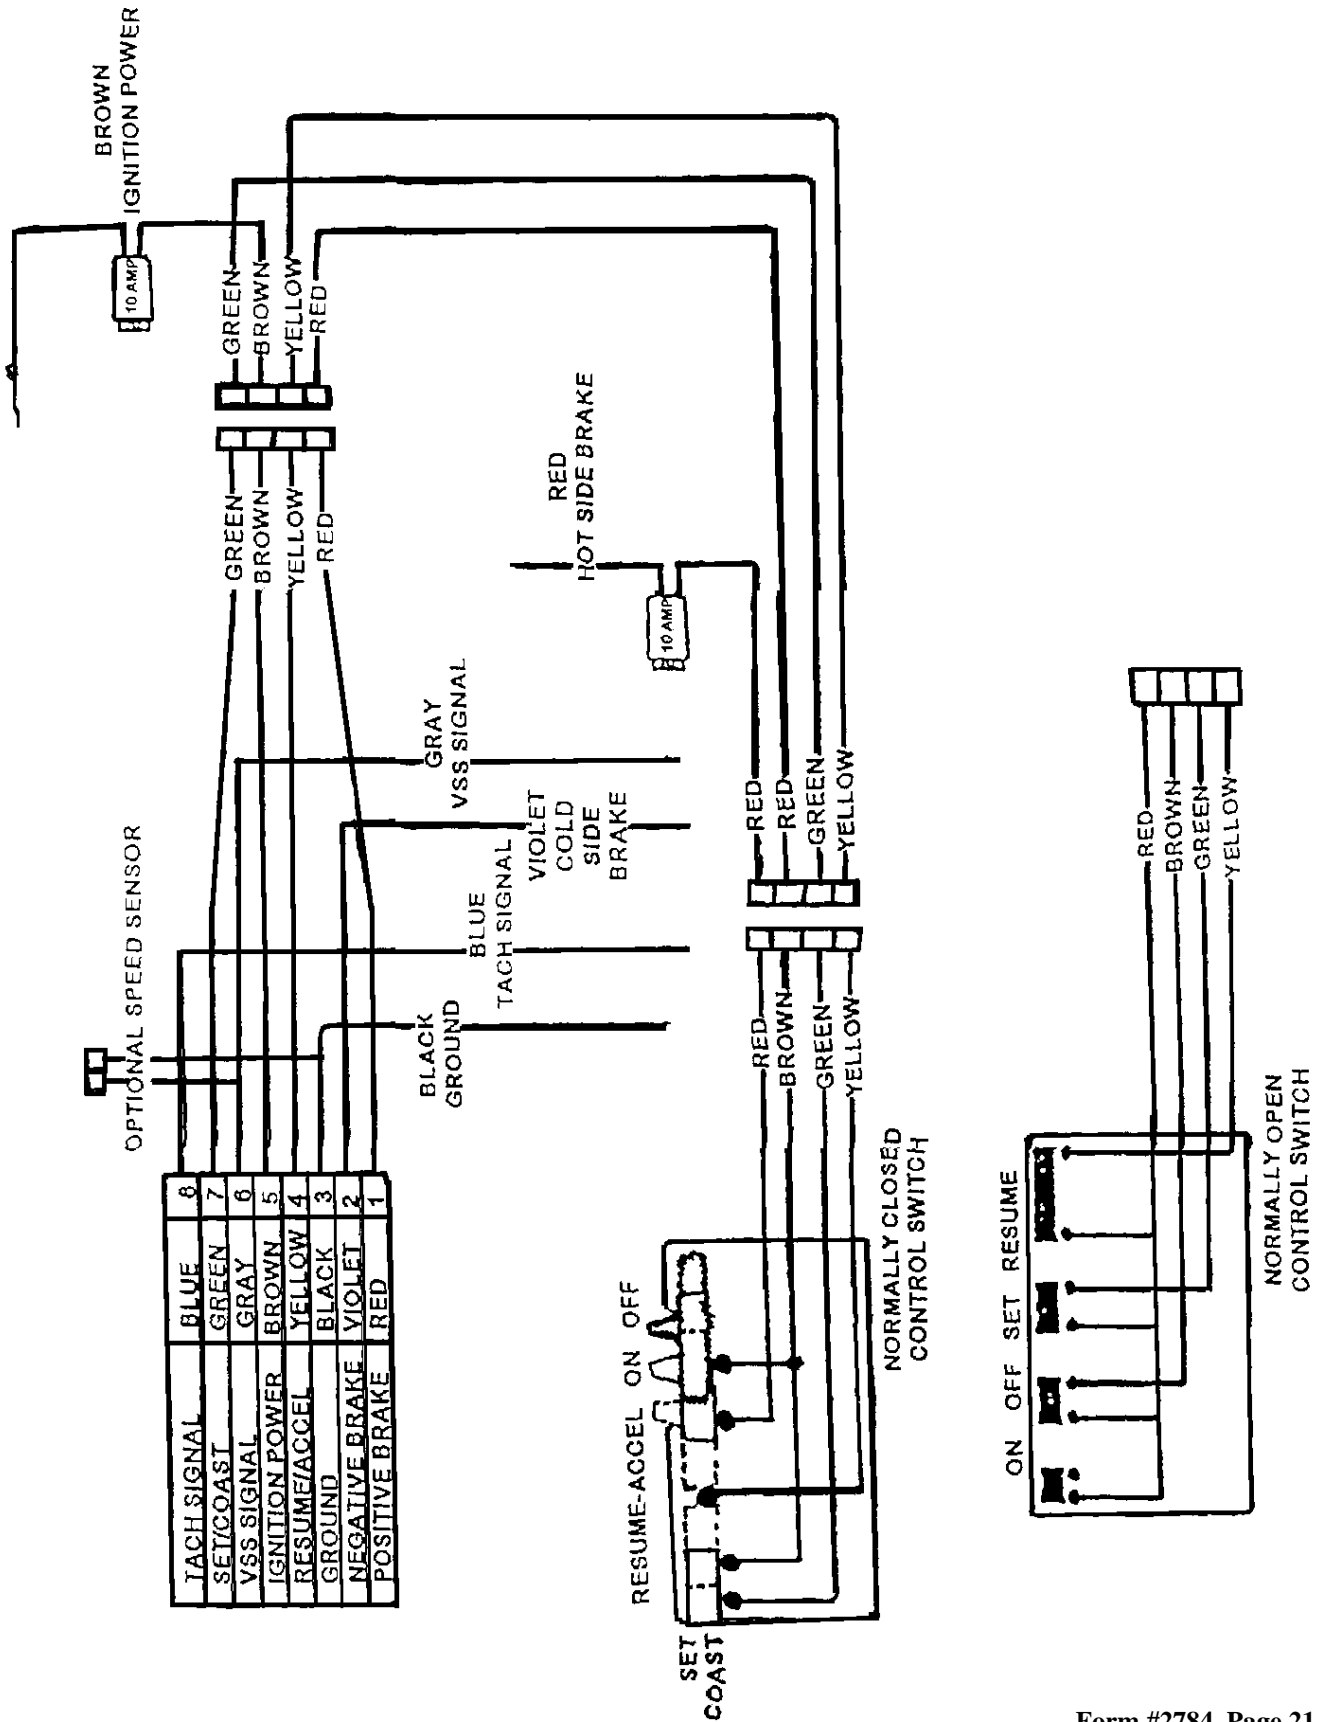 BROWN
IGNITION POWER
10 AMP
GREEN
BROWN
YELLOW
RED
GREEN
BROWN
YELLOW
RED
RED
HOT SIDE BRAKE
10 AMP
GRAY
VSS SIGNAL
VIOLET
COLD
SIDE
BRAKE
BLUE
TACH SIGNAL
BLACK
GROUND
OPTIONAL SPEED SENSOR
RED
RED
GREEN
YELLOW
RED
BROWN
GREEN
YELLOW
TACH SIGNAL BLUE 8
SET/COAST GREEN 7
VSS SIGNAL GRAY 6
IGNITION POWER BROWN 5
RESUME/ACCEL YELLOW 4
GROUND BLACK 3
NEGATIVE BRAKE VIOLET 2
POSITIVE BRAKE RED 1
RESUME-ACCEL ON OFF
SET
COAST
NORMALLY CLOSED
CONTROL SWITCH
RED
BROWN
GREEN
YELLOW
ON OFF SET RESUME
NORMALLY OPEN
CONTROL SWITCH
Form #2784, Page 21